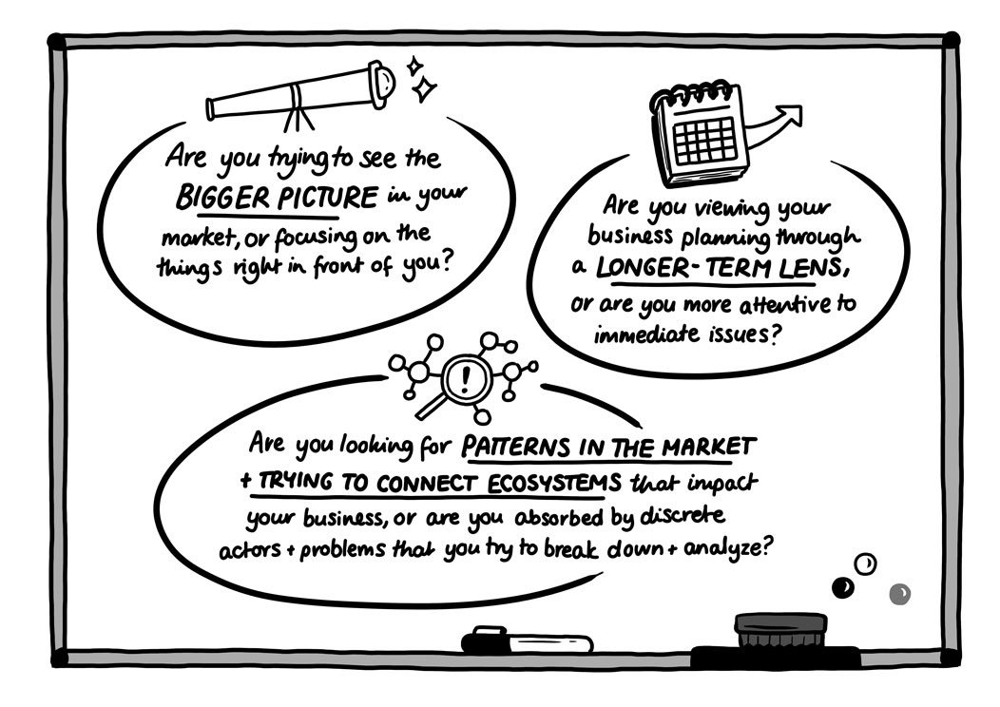 Are you trying to see the
BIGGER PICTURE in your
market, or focusing on the
things right in front of you?
Are you viewing your
business planning through
a LONGER-TERM LENS,
or are you more attentive to
immediate issues?
!
Are you looking for PATTERNS IN THE MARKET
+ TRYING TO CONNECT ECOSYSTEMS that impact
your business, or are you absorbed by discrete
actors + problems that you try to break down + analyze?